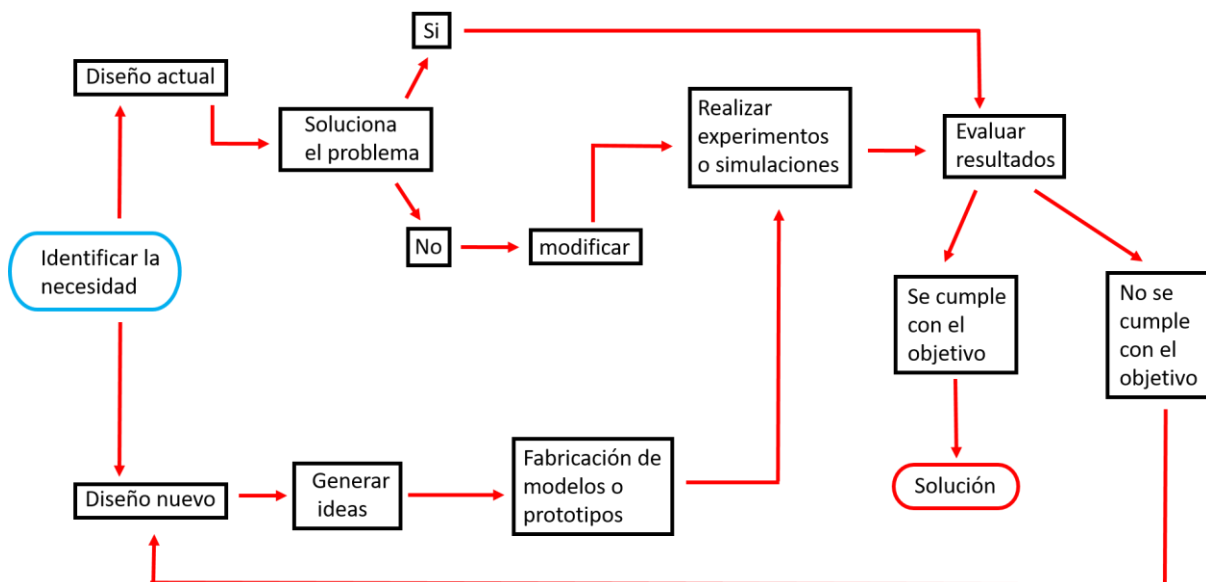 Si
Diseño actual
Soluciona
el problema
Realizar
experimentos
o simulaciones
Evaluar
resultados
No
modificar
Identificar la
necesidad
Se cumple
con el
objetivo
No se
cumple
con el
objetivo
Diseño nuevo
Generar
ideas
Fabricación de
modelos o
prototipos
Solución